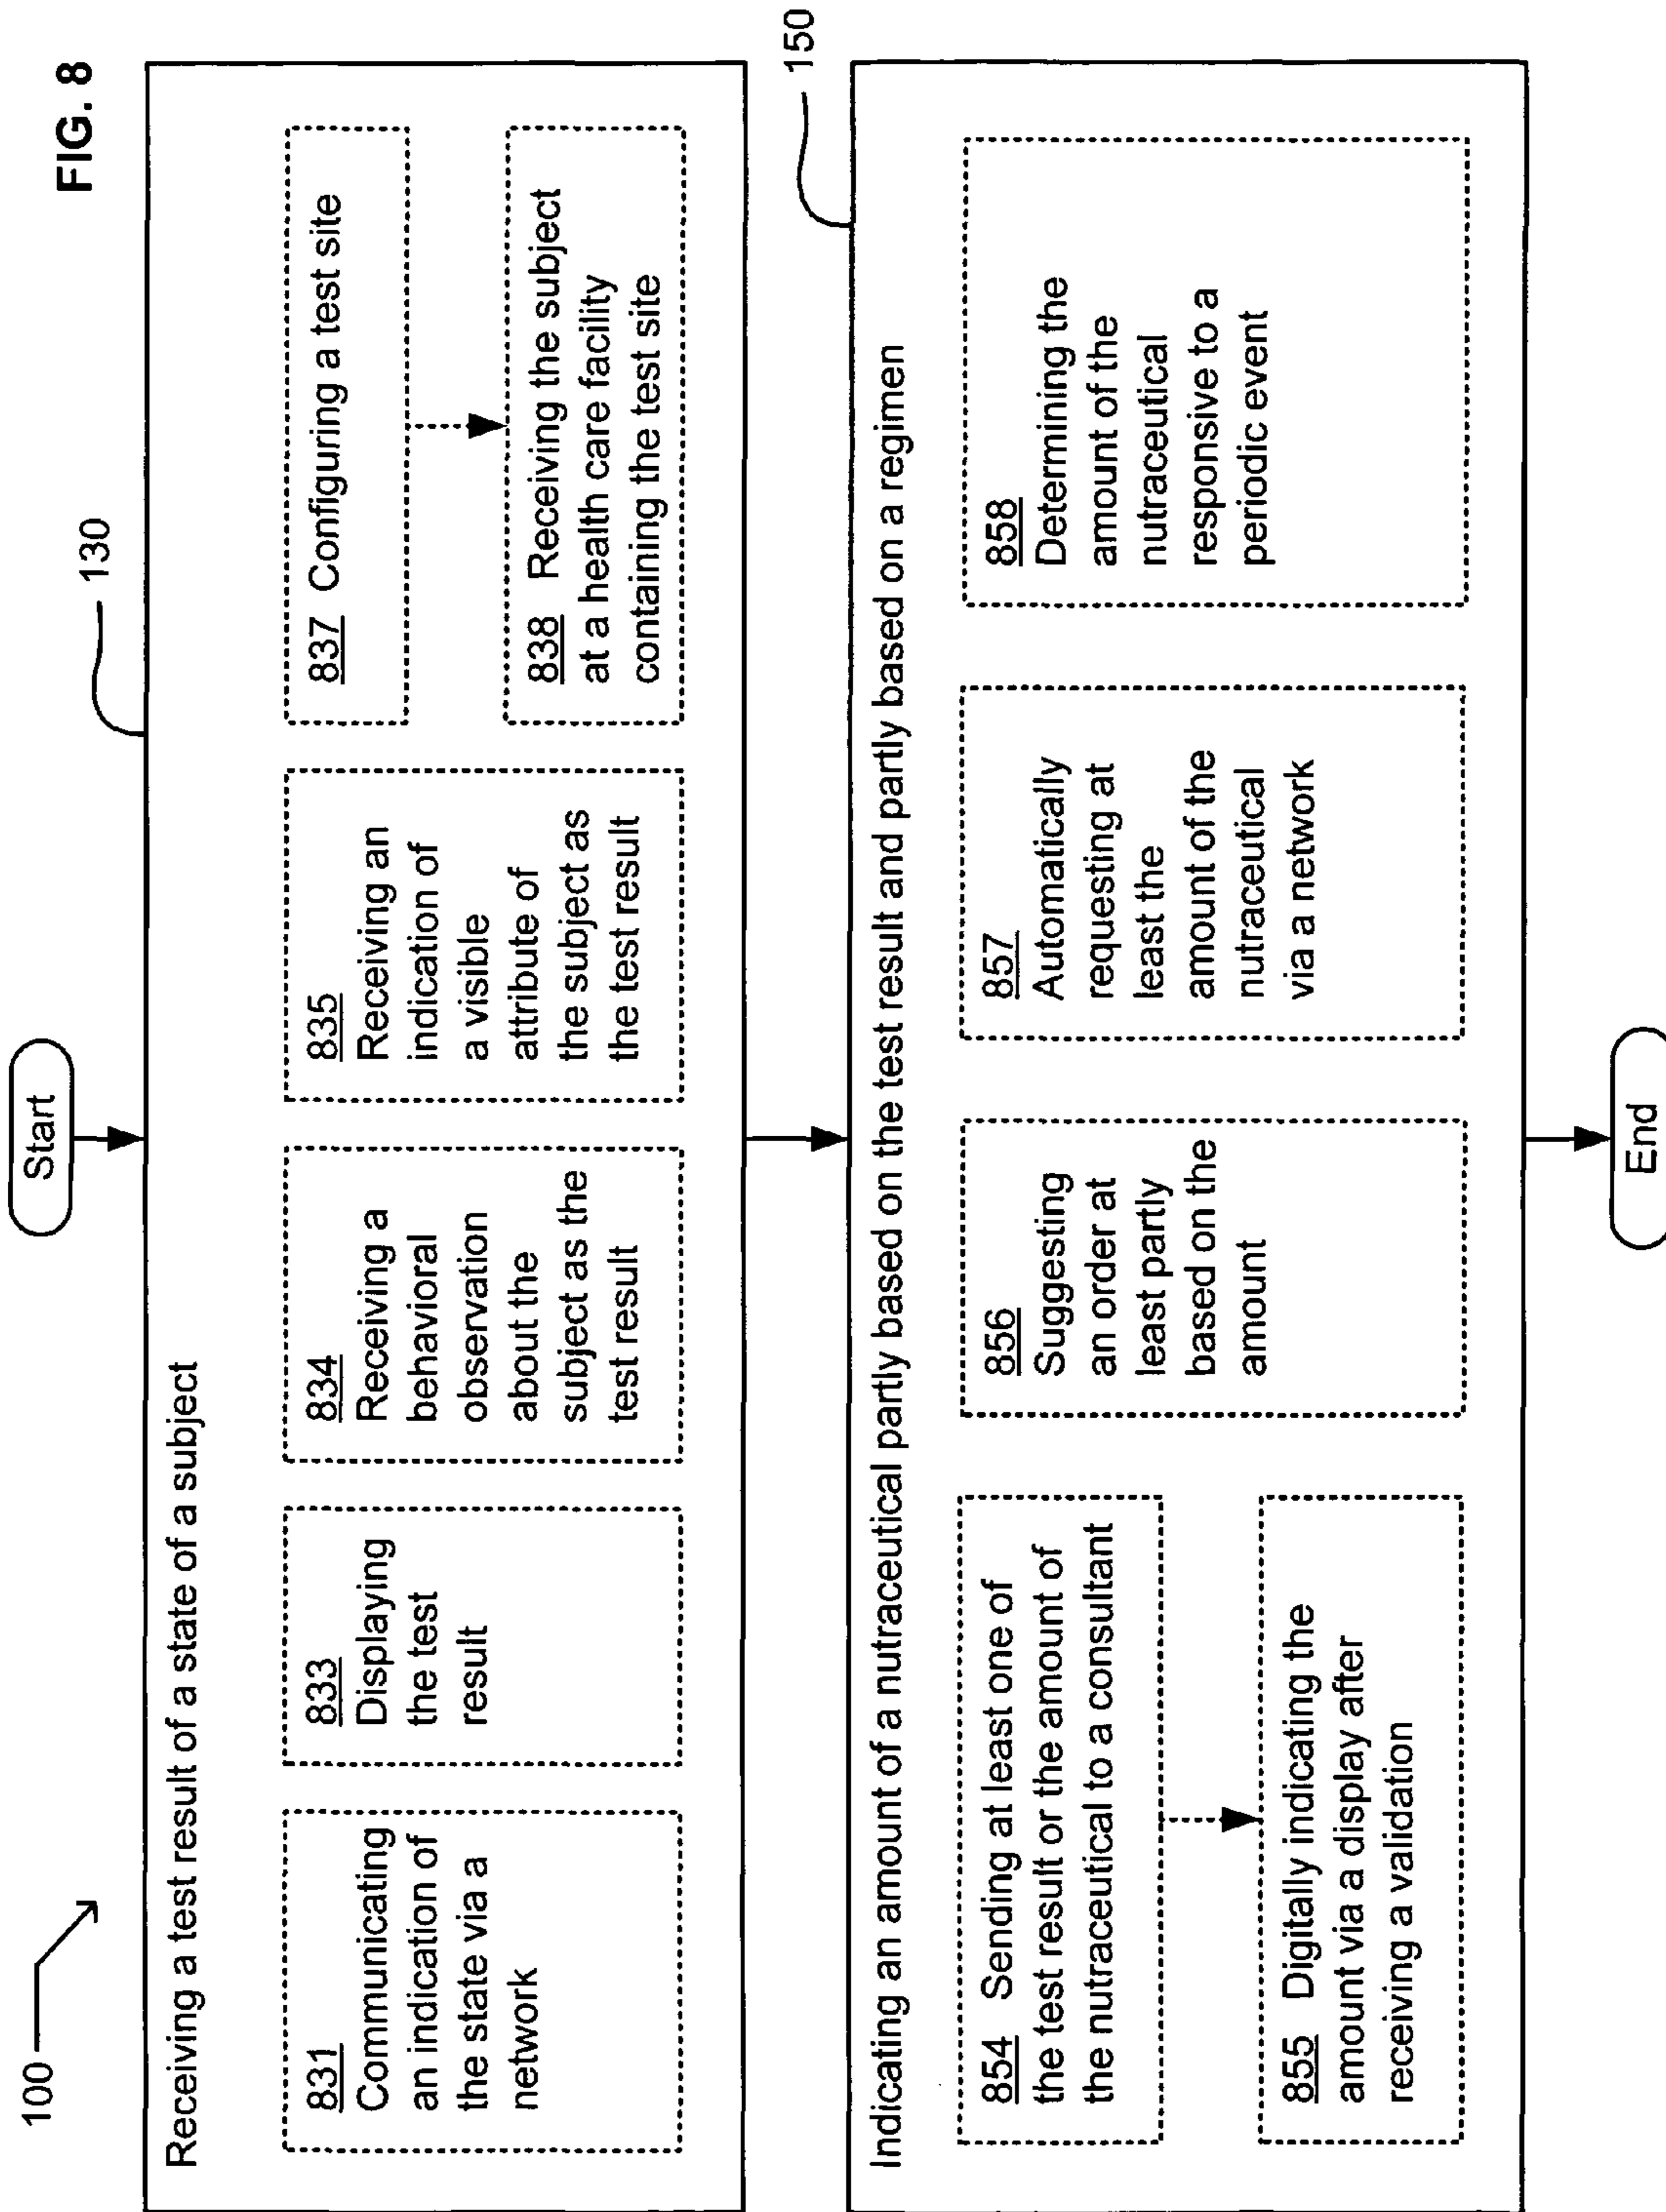 FIG. 8
100
Start
130
Receiving a test result of a state of a subject
831
Communicating
an indication of
the state via a
network
833
Displaying
the test
result
834
Receiving a
behavioral
observation
about the
subject as the
test result
835
Receiving an
indication of
a visible
attribute of
the subject as
the test result
837 Configuring a test site
838 Receiving the subject
at a health care facility
containing the test site
150
Indicating an amount of a nutraceutical partly based on the test result and partly based on a regimen
854 Sending at least one of
the test result or the amount of
the nutraceutical to a consultant
855 Digitally indicating the
amount via a display after
receiving a validation
856
Suggesting
an order at
least partly
based on the
amount
857
Automatically
requesting at
least the
amount of the
nutraceutical
via a network
858
Determining the
amount of the
nutraceutical
responsive to a
periodic event
End